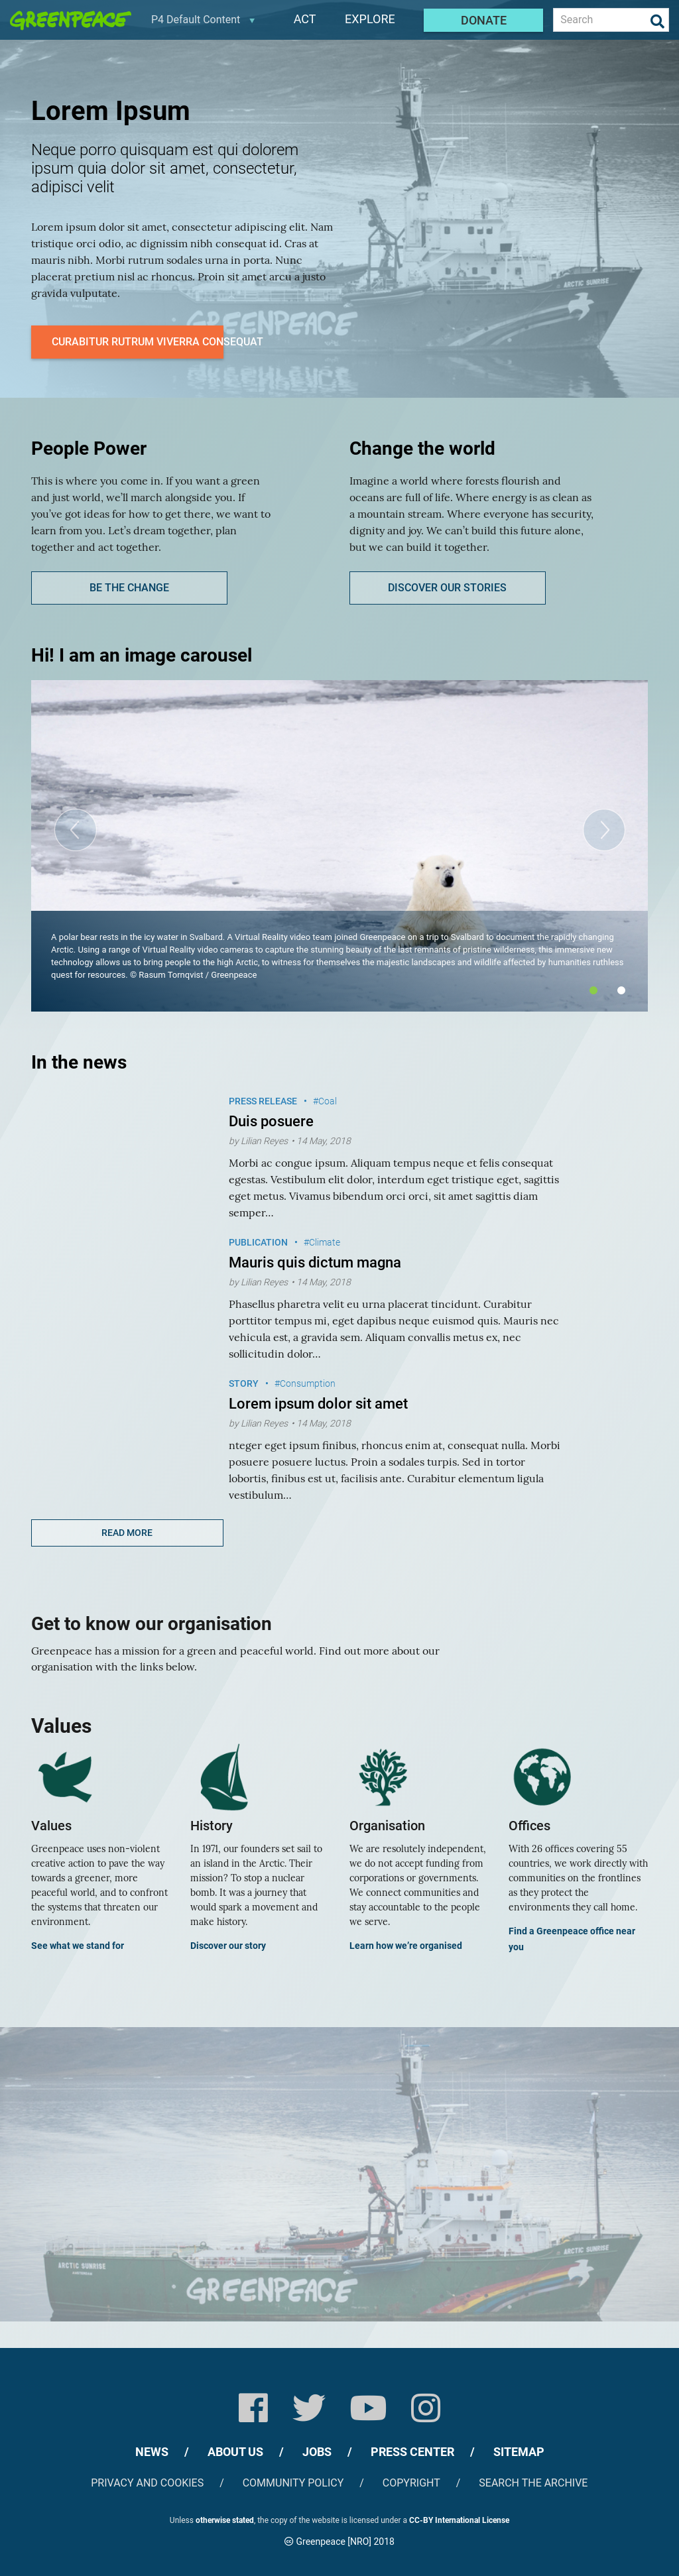 GREENPEACE
P4 Default Content ▼
ACT
EXPLORE
DONATE
Search
Lorem Ipsum
Neque porro quisquam est qui dolorem
ipsum quia dolor sit amet, consectetur,
adipisci velit
Lorem ipsum dolor sit amet, consectetur adipiscing elit. Nam
tristique orci odio, ac dignissim nibh consequat id. Cras at
mauris nibh. Morbi rutrum sodales urna in porta. Nunc
placerat pretium nisl ac rhoncus. Proin sit amet arcu a justo
gravida vulputate.
ARCTIC SUNRISE
GREENPEACE
CURABITUR RUTRUM VIVERRA CONSEQUAT
People Power
This is where you come in. If you want a green
and just world, we'll march alongside you. If
you've got ideas for how to get there, we want to
learn from you. Let's dream together, plan
together and act together.
BE THE CHANGE
Change the world
Imagine a world where forests flourish and
oceans are full of life. Where energy is as clean as
a mountain stream. Where everyone has security,
dignity and joy. We can't build this future alone,
but we can build it together.
DISCOVER OUR STORIES
Hi! I am an image carousel
A polar bear rests in the icy water in Svalbard. A Virtual Reality video team joined Greenpeace on a trip to Svalbard to document the rapidly changing
Arctic. Using a range of Virtual Reality video cameras to capture the stunning beauty of the last remnants of pristine wilderness, this immersive new
technology allows us to bring people to the high Arctic, to witness for themselves the majestic landscapes and wildlife affected by humanities ruthless
quest for resources. © Rasum Tornqvist / Greenpeace
In the news
PRESS RELEASE • #Coal
Duis posuere
by Lilian Reyes • 14 May, 2018
Morbi ac congue ipsum. Aliquam tempus neque et felis consequat
egestas. Vestibulum elit dolor, interdum eget tristique eget, sagittis
eget metus. Vivamus bibendum orci orci, sit amet sagittis diam
semper…
PUBLICATION • #Climate
Mauris quis dictum magna
by Lilian Reyes • 14 May, 2018
Phasellus pharetra velit eu urna placerat tincidunt. Curabitur
porttitor tempus mi, eget dapibus neque euismod quis. Mauris nec
vehicula est, a gravida sem. Aliquam convallis metus ex, nec
sollicitudin dolor…
STORY • #Consumption
Lorem ipsum dolor sit amet
by Lilian Reyes • 14 May, 2018
nteger eget ipsum finibus, rhoncus enim at, consequat nulla. Morbi
posuere posuere luctus. Proin a sodales turpis. Sed in tortor
lobortis, finibus est ut, facilisis ante. Curabitur elementum ligula
vestibulum…
READ MORE
Get to know our organisation
Greenpeace has a mission for a green and peaceful world. Find out more about our
organisation with the links below.
Values
Values
Greenpeace uses non-violent
creative action to pave the way
towards a greener, more
peaceful world, and to confront
the systems that threaten our
environment.
See what we stand for
History
In 1971, our founders set sail to
an island in the Arctic. Their
mission? To stop a nuclear
bomb. It was a journey that
would spark a movement and
make history.
Discover our story
Organisation
We are resolutely independent,
we do not accept funding from
corporations or governments.
We connect communities and
stay accountable to the people
we serve.
Learn how we're organised
Offices
With 26 offices covering 55
countries, we work directly with
communities on the frontlines
as they protect the
environments they call home.
Find a Greenpeace office near
you
ARCTIC SUNRISE
ARCTIC SUNRISE
GREENPEACE
NEWS / ABOUT US / JOBS / PRESS CENTER / SITEMAP
PRIVACY AND COOKIES / COMMUNITY POLICY / COPYRIGHT / SEARCH THE ARCHIVE
Unless otherwise stated, the copy of the website is licensed under a CC-BY International License
Greenpeace [NRO] 2018